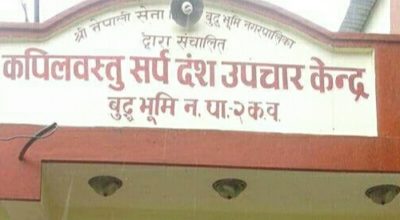 श्री नेपाली सेना बुद्ध भूमि नगरपालिका
द्वारा संचालित
कपिलवस्तु सर्प दंश उपचार केन्द्र
बुद्ध भूमि न. पा.-२ क.व.